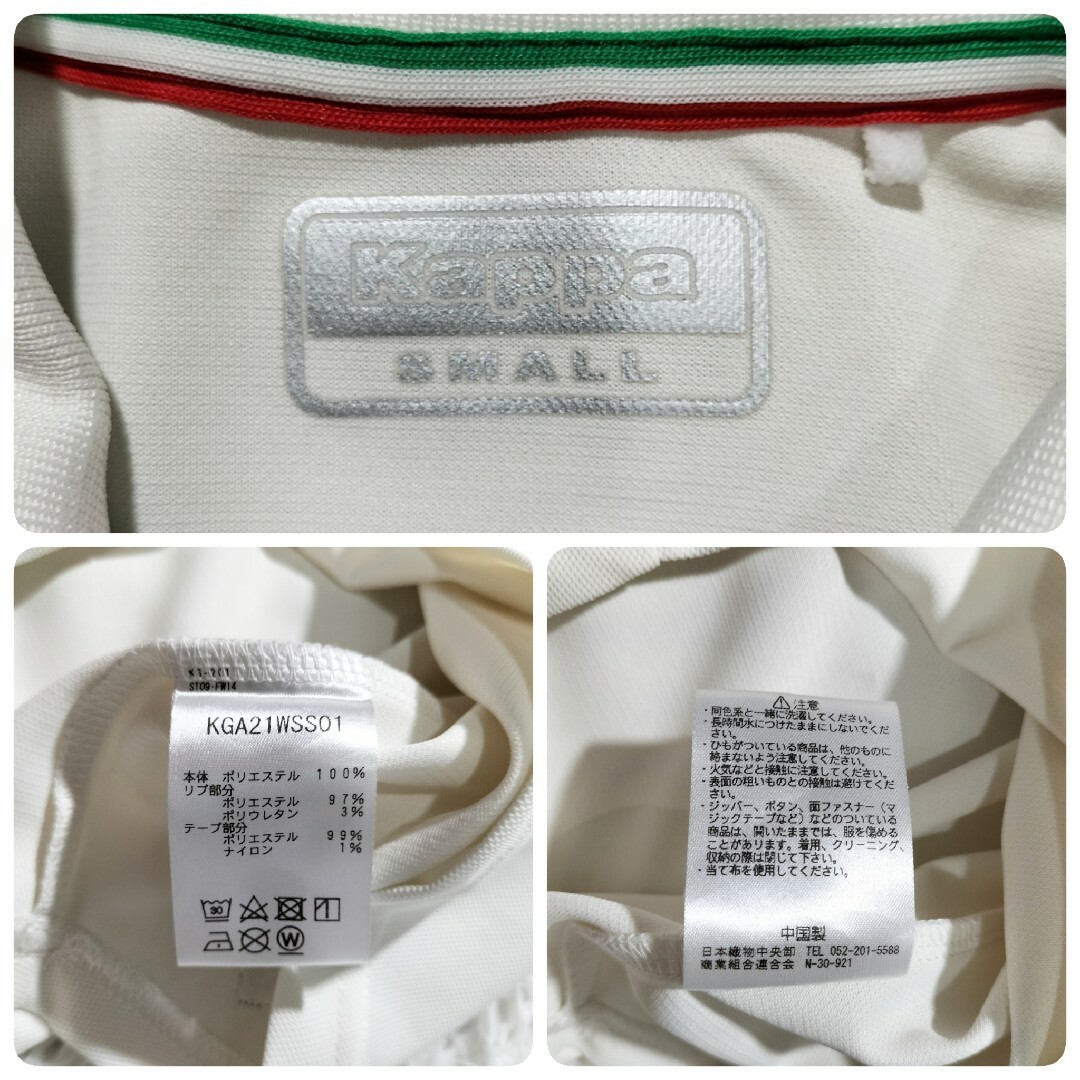 Kappa
SMALL
KT-201
ST09-FW14
KGA21WSS01
本体 ポリエステル 100%
リブ部分
ポリエステル 97%
ポリウレタン 3%
テープ部分
ポリエステル 99%
ナイロン 1%
30
W
注意
・同色系と一緒に洗濯してください。
・長時間水につけたままにしないでくだ
さい。
・ひもがついている商品は、他のものに
絡まないよう注意してください。
・火気などと接触に注意してください。
・表面の粗いものとの接触は避けてくだ
さい。
・ジッパー、ボタン、面ファスナー（マ
ジックテープなど）などのついている
商品は、開いたままでは、服を傷める
ことがあります。着用、クリーニング、
収納の際は閉じて下さい。
・当て布を使用してください。
中国製
日本織物中央卸 TEL 052-201-5588
商業組合連合会 N-30-921